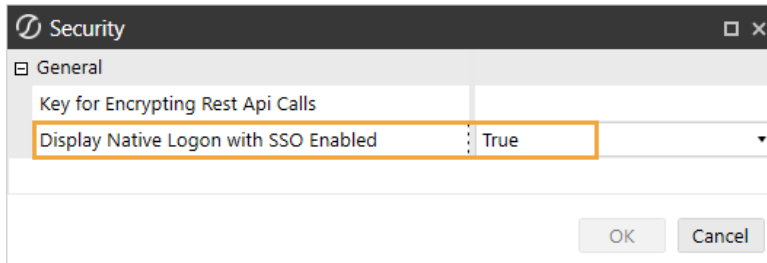 Security
General
Key for Encrypting Rest Api Calls
Display Native Logon with SSO Enabled True
OK Cancel